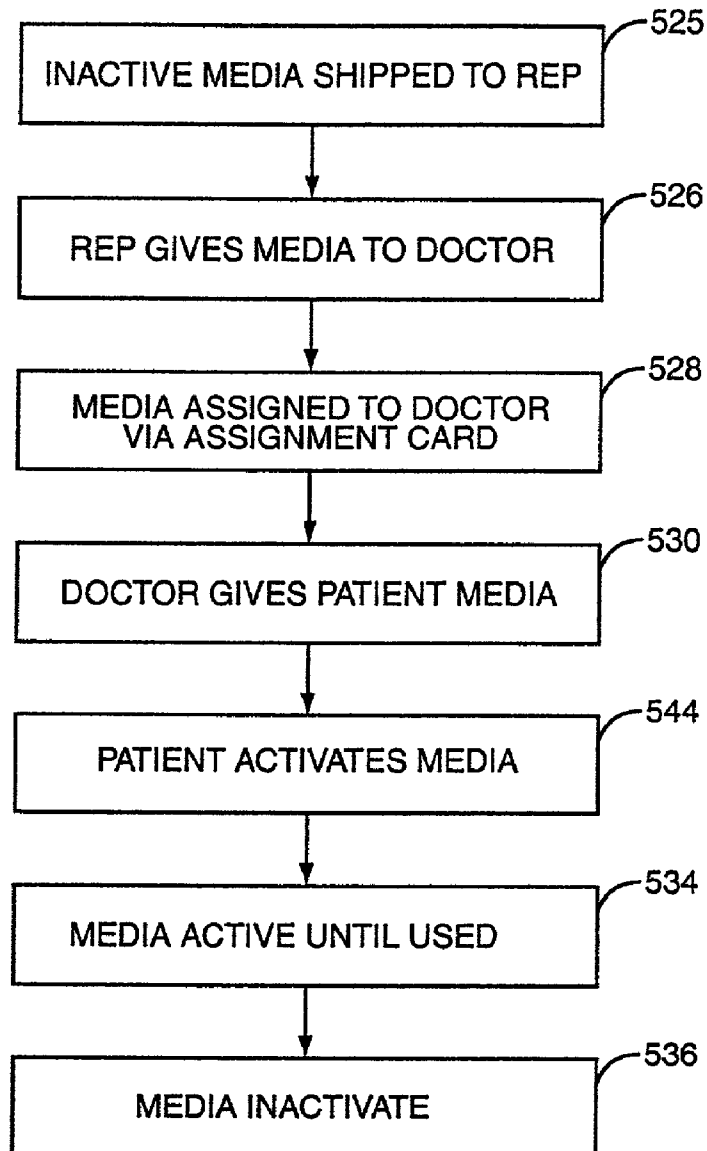 525
INACTIVE MEDIA SHIPPED TO REP
526
REP GIVES MEDIA TO DOCTOR
528
MEDIA ASSIGNED TO DOCTOR
VIA ASSIGNMENT CARD
530
DOCTOR GIVES PATIENT MEDIA
544
PATIENT ACTIVATES MEDIA
534
MEDIA ACTIVE UNTIL USED
536
MEDIA INACTIVATE